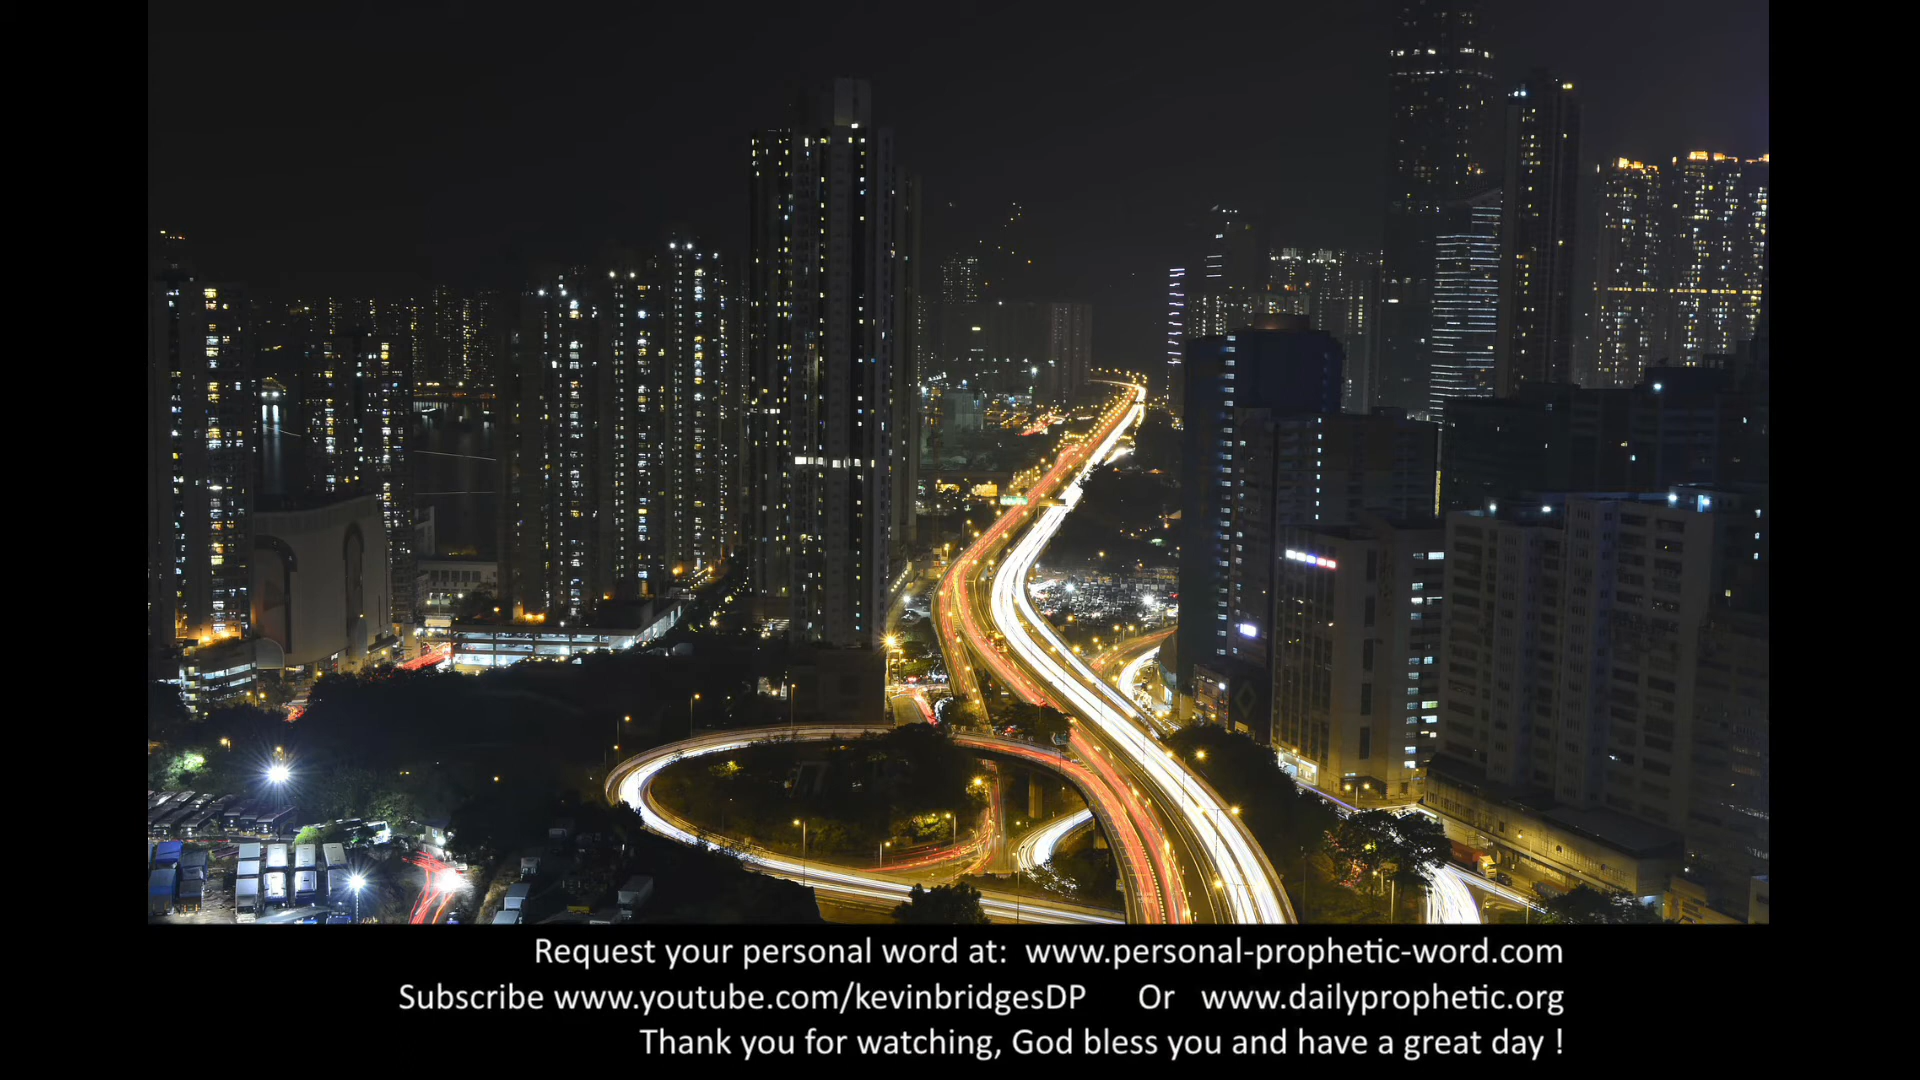 Request your personal word at: www.personal-prophetic-word.com
Subscribe www.youtube.com/kevinbridgesDP Or www.dailyprophetic.org
Thank you for watching, God bless you and have a great day !